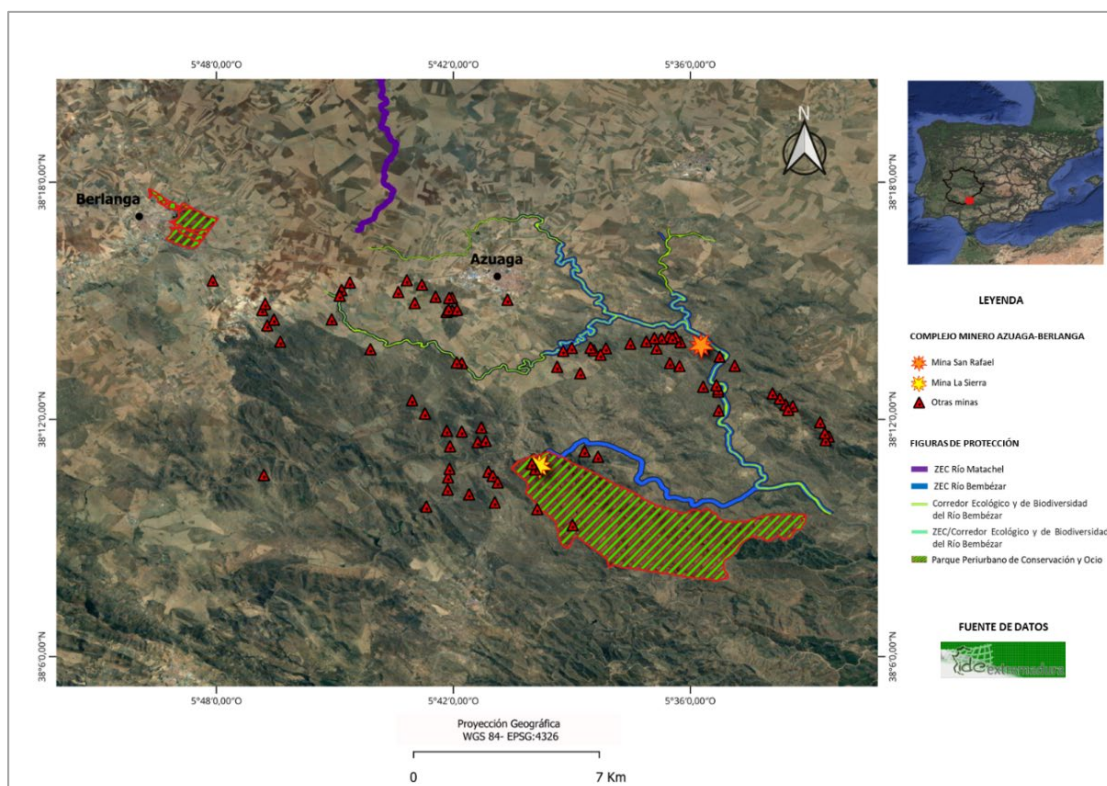 5°48'0,00"O
5°42'0,00"O
5°36'0,00"O
N
38°18'0,00"N
38°18'0,00"N
Berlanga
Azuaga
38°12'0,00"N
38°12'0,00"N
38°6'0,00"N
38°6'0,00"N
5°48'0,00"O
5°42'0,00"O
5°36'0,00"O
Proyección Geográfica
WGS 84- EPSG:4326
0
7 Km
LEYENDA
COMPLEJO MINERO AZUAGA-BERLANGA
Mina San Rafael
Mina La Sierra
Otras minas
FIGURAS DE PROTECCIÓN
ZEC Río Matachel
ZEC Río Bembézar
Corredor Ecológico y de Biodiversidad
del Río Bembézar
ZEC/Corredor Ecológico y de Biodiversidad
del Río Bembézar
Parque Periurbano de Conservación y Ocio
FUENTE DE DATOS
ideextremadura